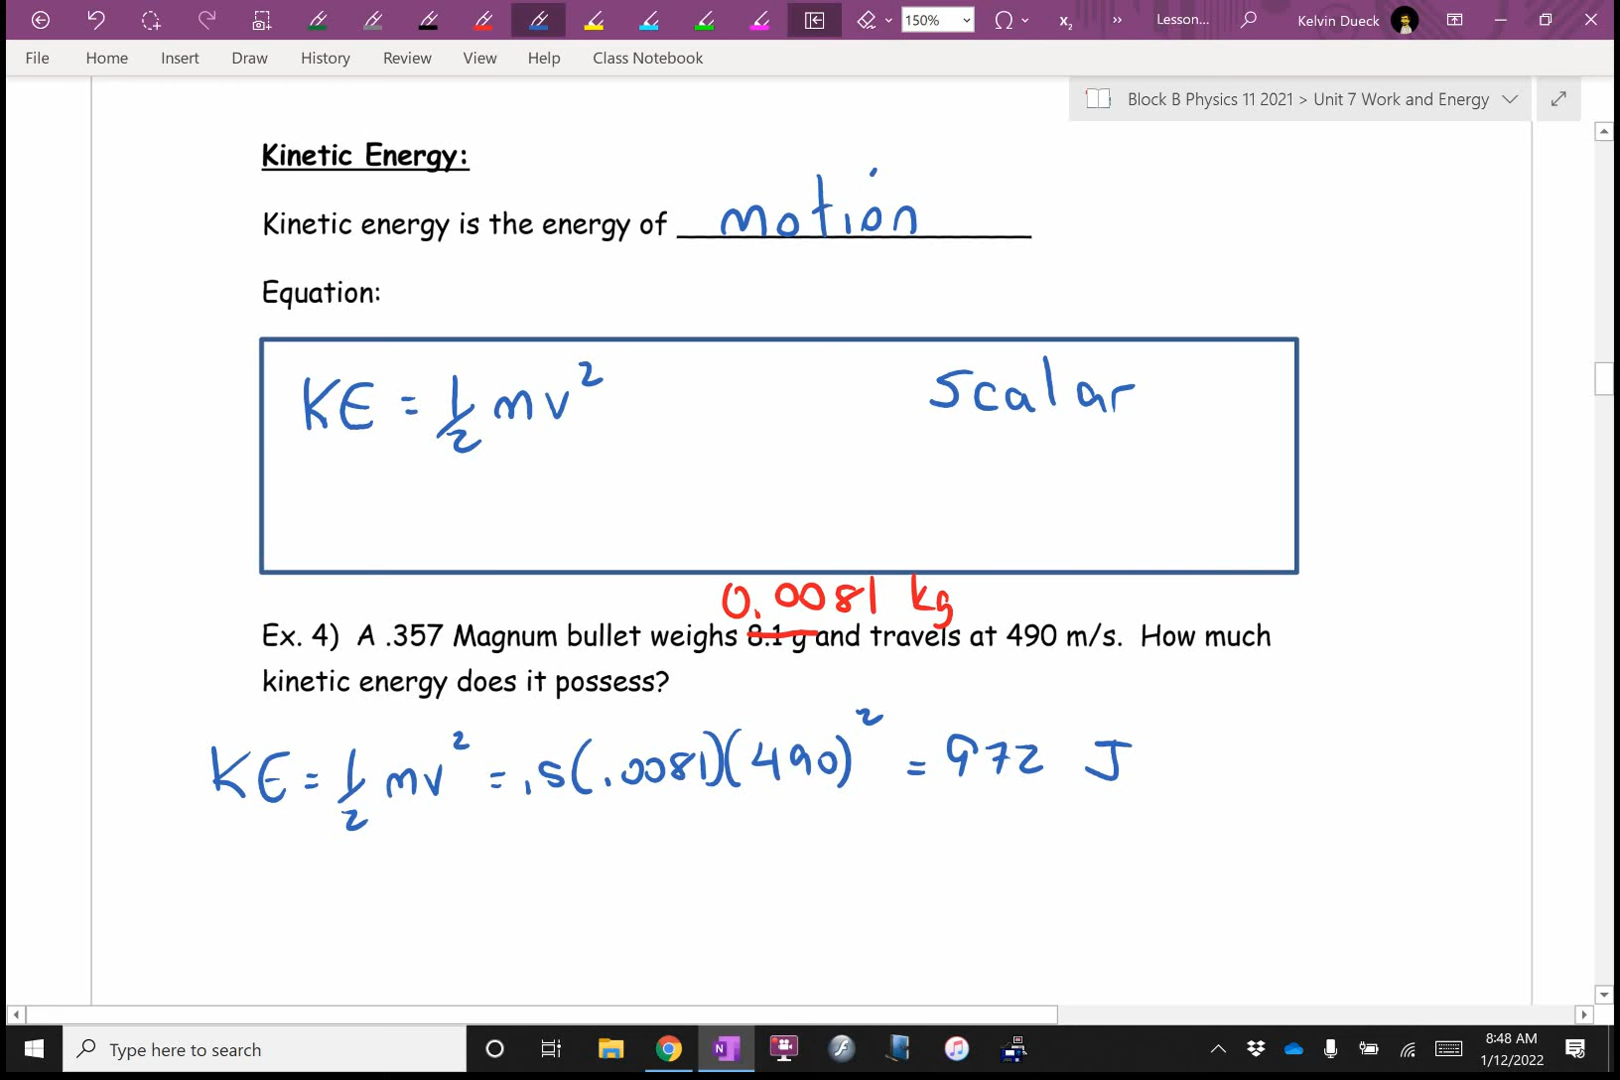 150%
Ω
x₂
»
Lesson...
Kelvin Dueck
File Home Insert Draw History Review View Help Class Notebook
Block B Physics 11 2021 > Unit 7 Work and Energy
Kinetic Energy:
Kinetic energy is the energy of motion
Equation:
KE = 1/2 mv² scalar
0.0081 kg
Ex. 4) A .357 Magnum bullet weighs 8.1 g and travels at 490 m/s. How much
kinetic energy does it possess?
KE = 1/2 mv² = .5(.0081)(490)² = 972 J
Type here to search
8:48 AM
1/12/2022